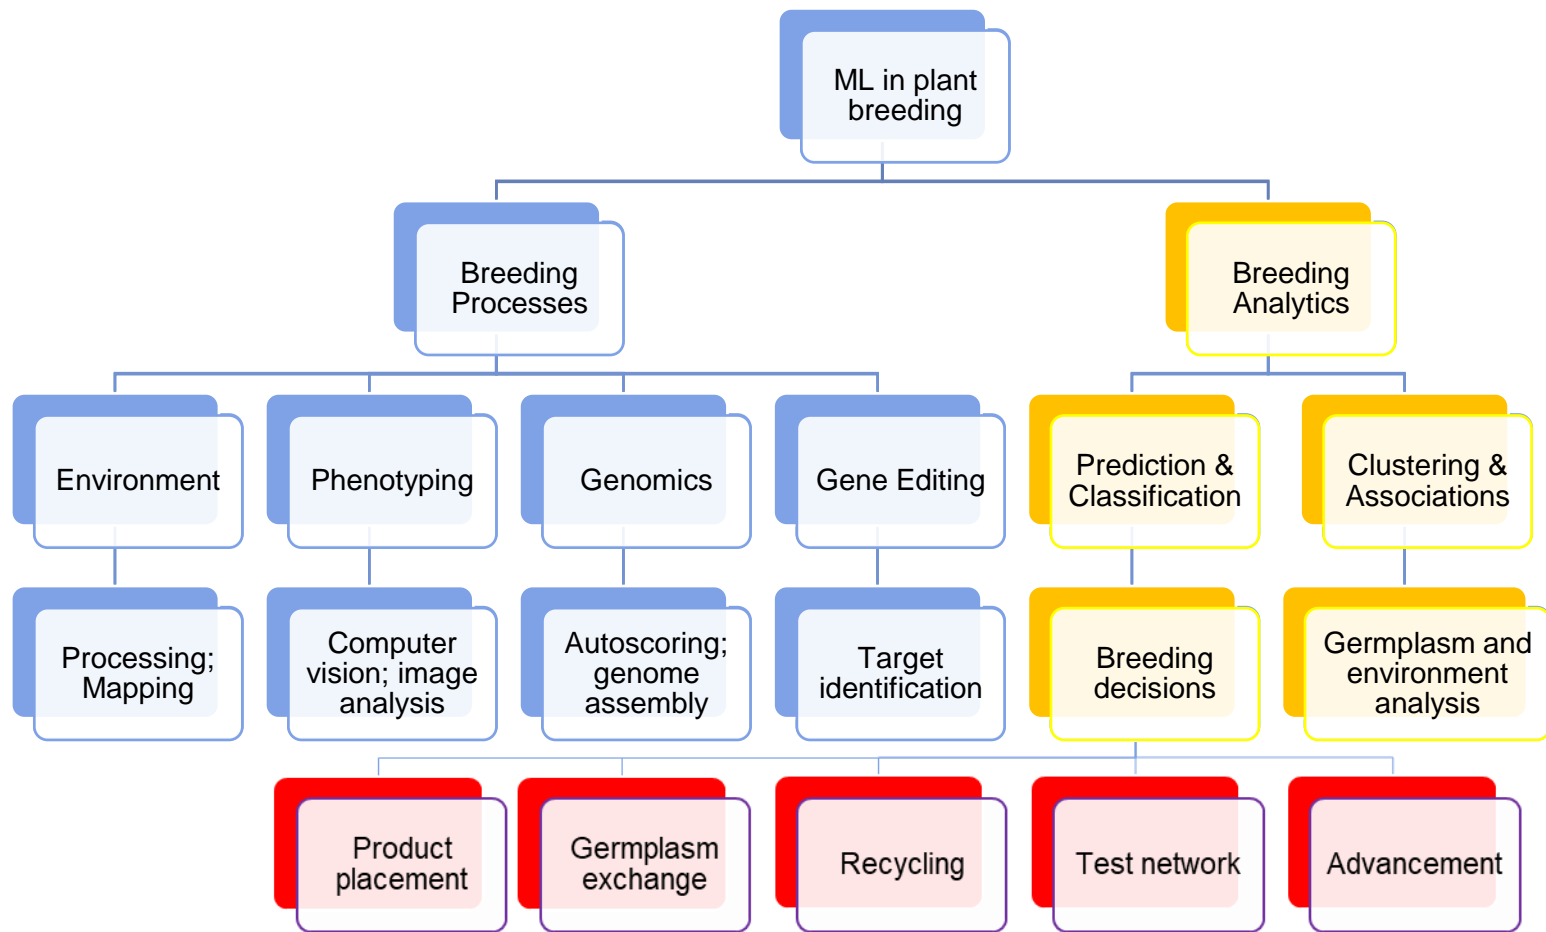 ML in plant
breeding
Breeding
Processes
Breeding
Analytics
Environment
Phenotyping
Genomics
Gene Editing
Prediction &
Classification
Clustering &
Associations
Processing;
Mapping
Computer
vision; image
analysis
Autoscoring;
genome
assembly
Target
identification
Breeding
decisions
Germplasm and
environment
analysis
Product
placement
Germplasm
exchange
Recycling
Test network
Advancement